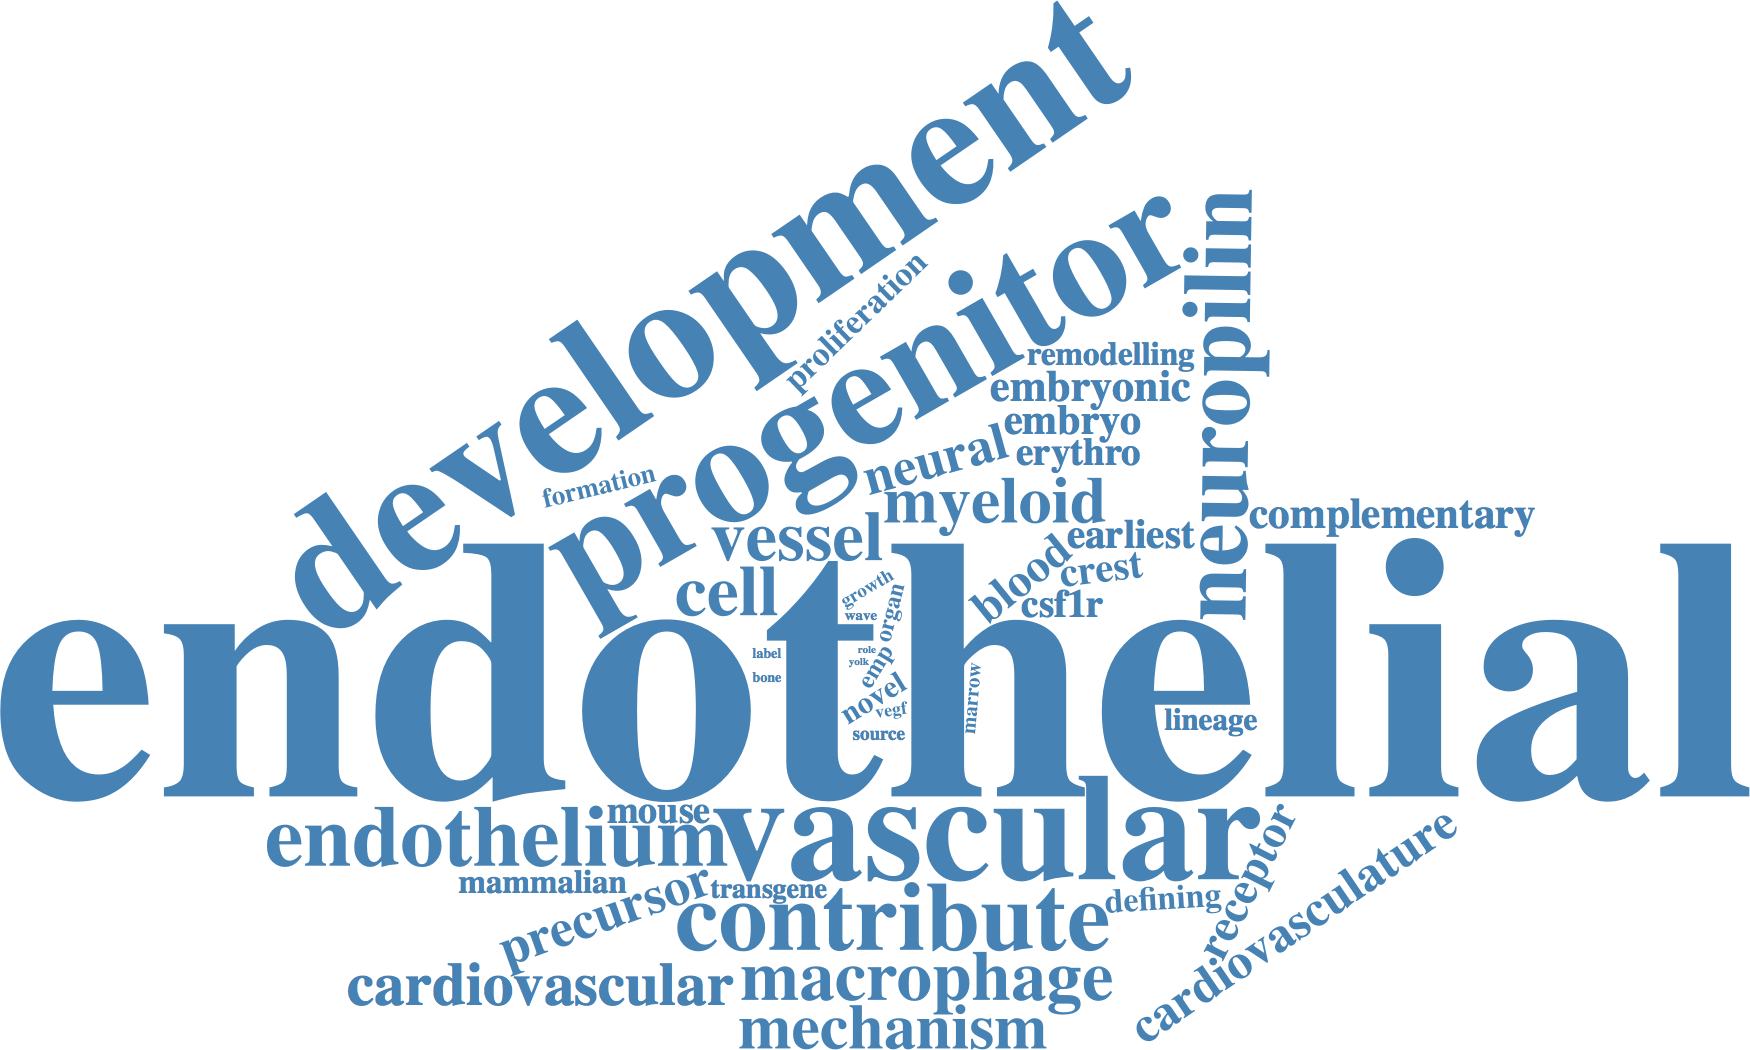 development
progenitor
neuropilin
proliferation
remodelling
embryonic
embryo
erythro
neural
formation
myeloid
vessel
complementary
earliest
blood
crest
csf1r
cell
growth
wave
organ
endothelial
label
role
yolk
emp
bone
novel
vegf
marrow
source
lineage
mouse
endothelium
vascular
receptor
cardiovasculature
mammalian
precursor
transgene
contribute
defining
cardiovascular
macrophage
mechanism